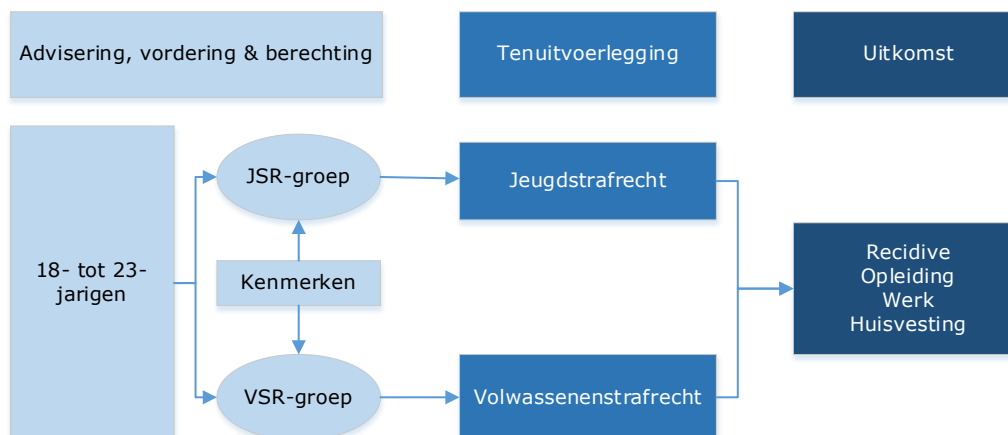 Advisering, vordering & berechting
Tenuitvoerlegging
Uitkomst
18- tot 23-
jarigen
JSR-groep
Kenmerken
VSR-groep
Jeugdstrafrecht
Volwassenenstrafrecht
Recidive
Opleiding
Werk
Huisvesting